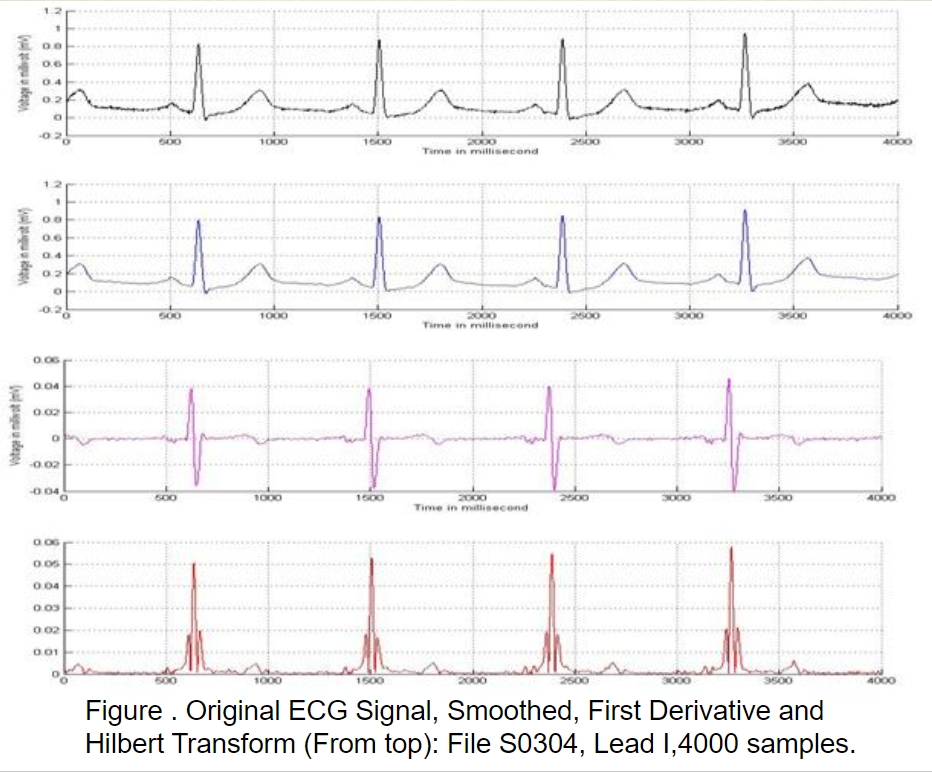 1.2
1
0.8
0.6
0.4
0.2
0
-0.2
Voltage in millivolt (mV)
0 500 1000 1500 2000 2500 3000 3500 4000
Time in millisecond
1.2
1
0.8
0.6
0.4
0.2
0
-0.2
Voltage in millivolt (mV)
0 500 1000 1500 2000 2500 3000 3500 4000
Time in millisecond
0.06
0.04
0.02
0
-0.02
-0.04
Voltage in millivolt (mV)
0 500 1000 1500 2000 2500 3000 3500 4000
Time in millisecond
0.06
0.05
0.04
0.03
0.02
0.01
0
0 500 1000 1500 2000 2500 3000 3500 4000
Figure . Original ECG Signal, Smoothed, First Derivative and
Hilbert Transform (From top): File S0304, Lead I,4000 samples.